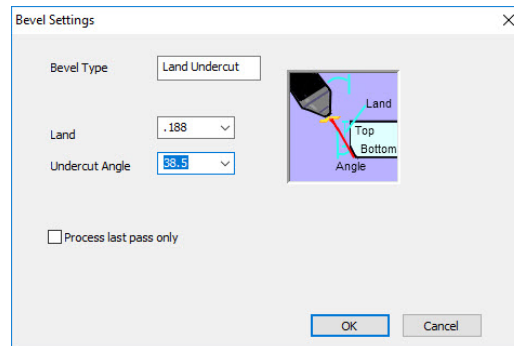 Bevel Settings
Bevel Type Land Undercut
Land .188
Undercut Angle 38.5
Land
Top
Bottom
Angle
Process last pass only
OK Cancel